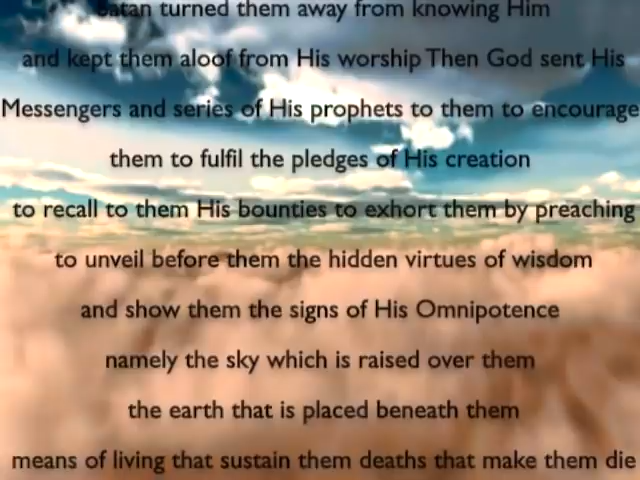 Satan turned them away from knowing Him
and kept them aloof from His worship Then God sent His
Messengers and series of His prophets to them to encourage
them to fulfil the pledges of His creation
to recall to them His bounties to exhort them by preaching
to unveil before them the hidden virtues of wisdom
and show them the signs of His Omnipotence
namely the sky which is raised over them
the earth that is placed beneath them
means of living that sustain them deaths that make them die